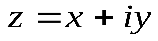 z = x + iy